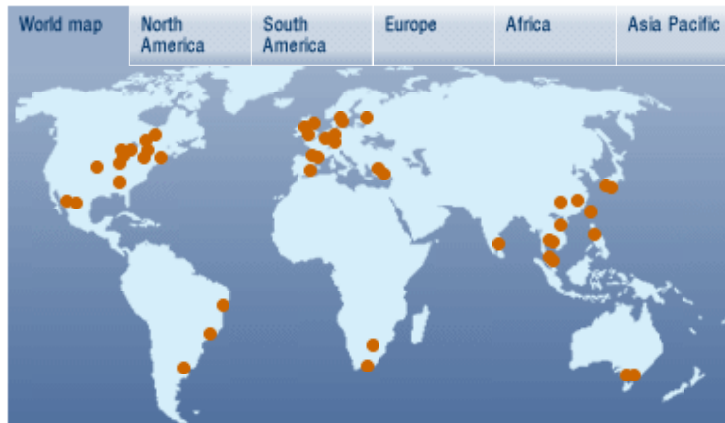 World map
North
America
South
America
Europe
Africa
Asia Pacific